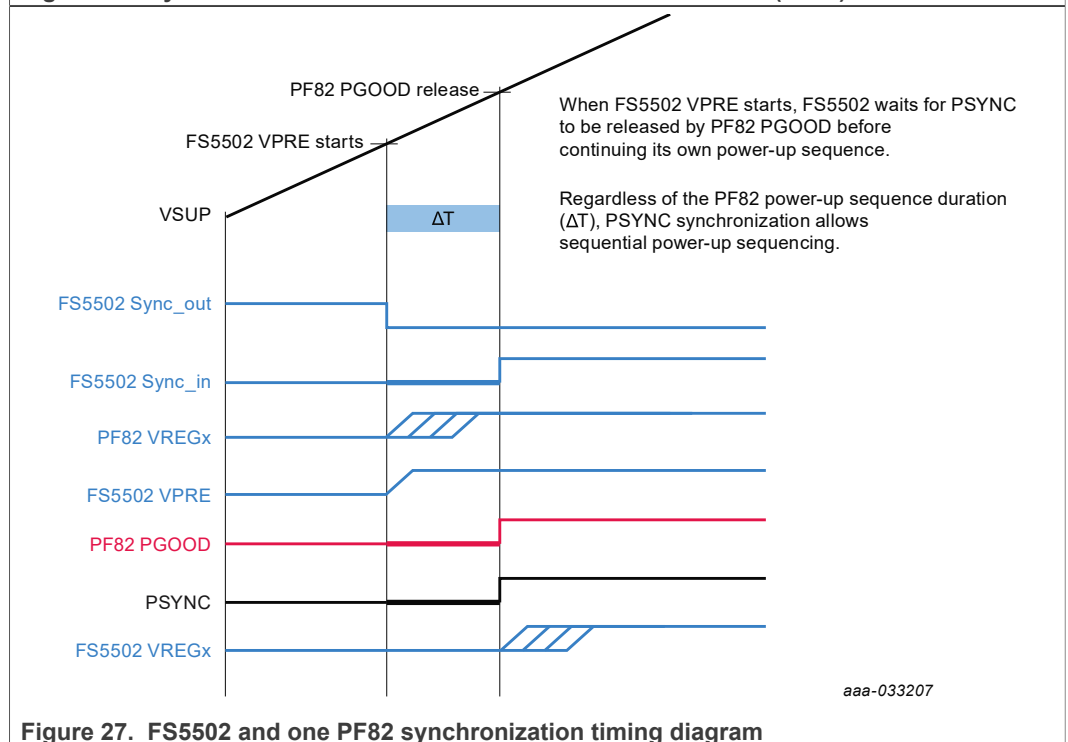 PF82 PGOOD release
FS5502 VPRE starts
VSUP
ΔT
When FS5502 VPRE starts, FS5502 waits for PSYNC
to be released by PF82 PGOOD before
continuing its own power-up sequence.
Regardless of the PF82 power-up sequence duration
(ΔT), PSYNC synchronization allows
sequential power-up sequencing.
FS5502 Sync_out
FS5502 Sync_in
PF82 VREGx
FS5502 VPRE
PF82 PGOOD
PSYNC
FS5502 VREGx
aaa-033207
Figure 27. FS5502 and one PF82 synchronization timing diagram